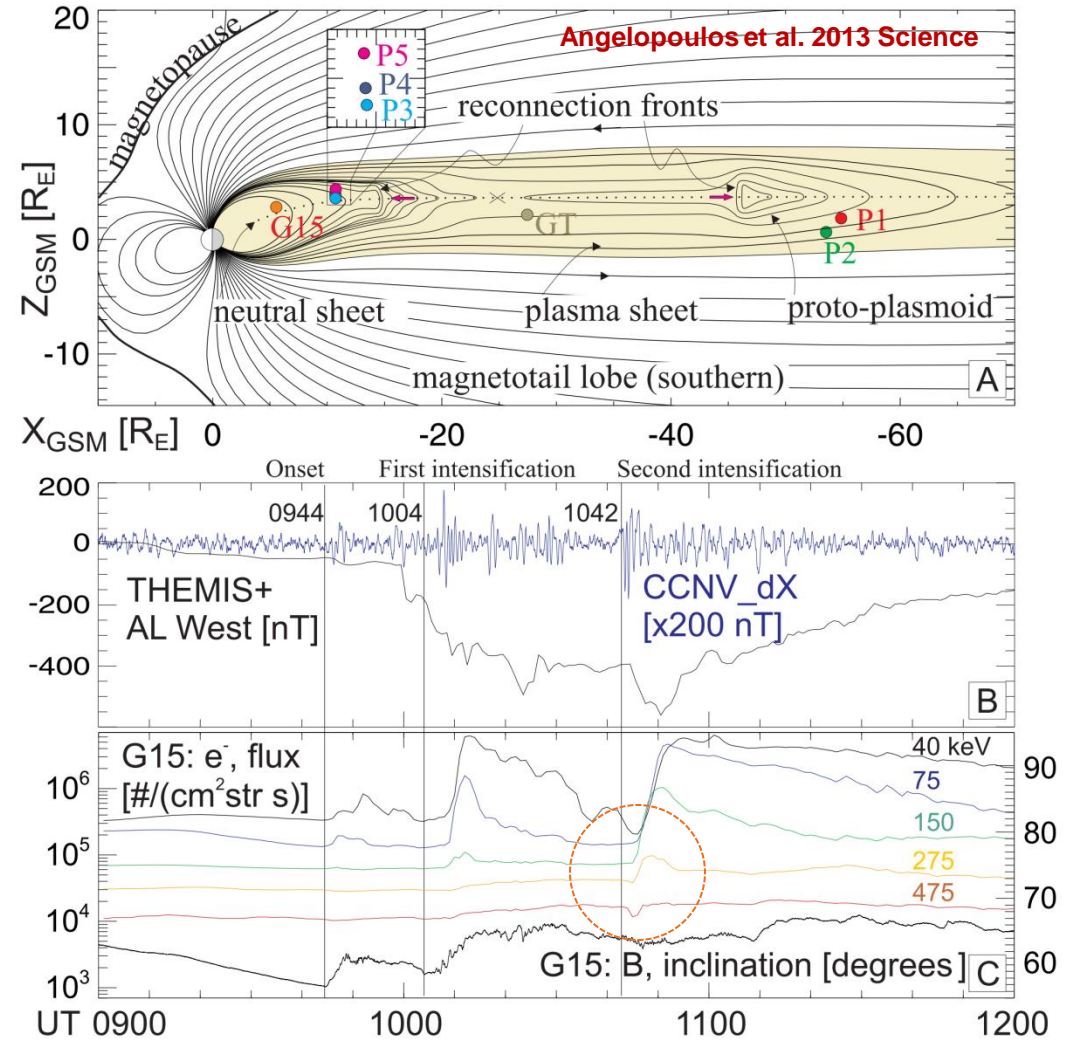 Angelopoulos et al. 2013 Science
magnetopause
P5
P4
P3
reconnection fronts
20
10
0
-10
Z_GSM [R_E]
G15
GT
P1
P2
neutral sheet
plasma sheet
proto-plasmoid
magnetotail lobe (southern)
A
X_GSM [R_E] 0 -20 -40 -60
Onset First intensification Second intensification
200
0
-200
-400
0944 1004 1042
THEMIS+
AL West [nT]
CCNV_dX
[x200 nT]
B
G15: e⁻, flux
[#/(cm²str s)]
10⁶
10⁵
10⁴
10³
40 keV
75
150
275
475
90
80
70
60
G15: B, inclination [degrees]
C
UT 0900 1000 1100 1200